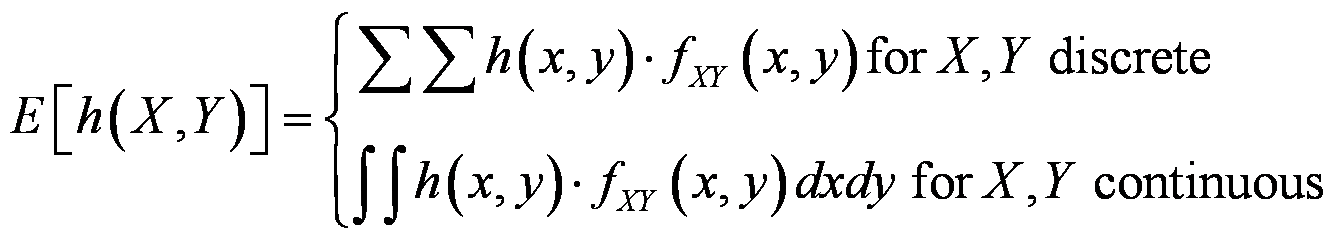 E[h(X,Y)] = { ∑∑h(x, y)· f_XY (x, y) for X,Y discrete
∫∫h(x, y)· f_XY (x, y)dxdy for X,Y continuous